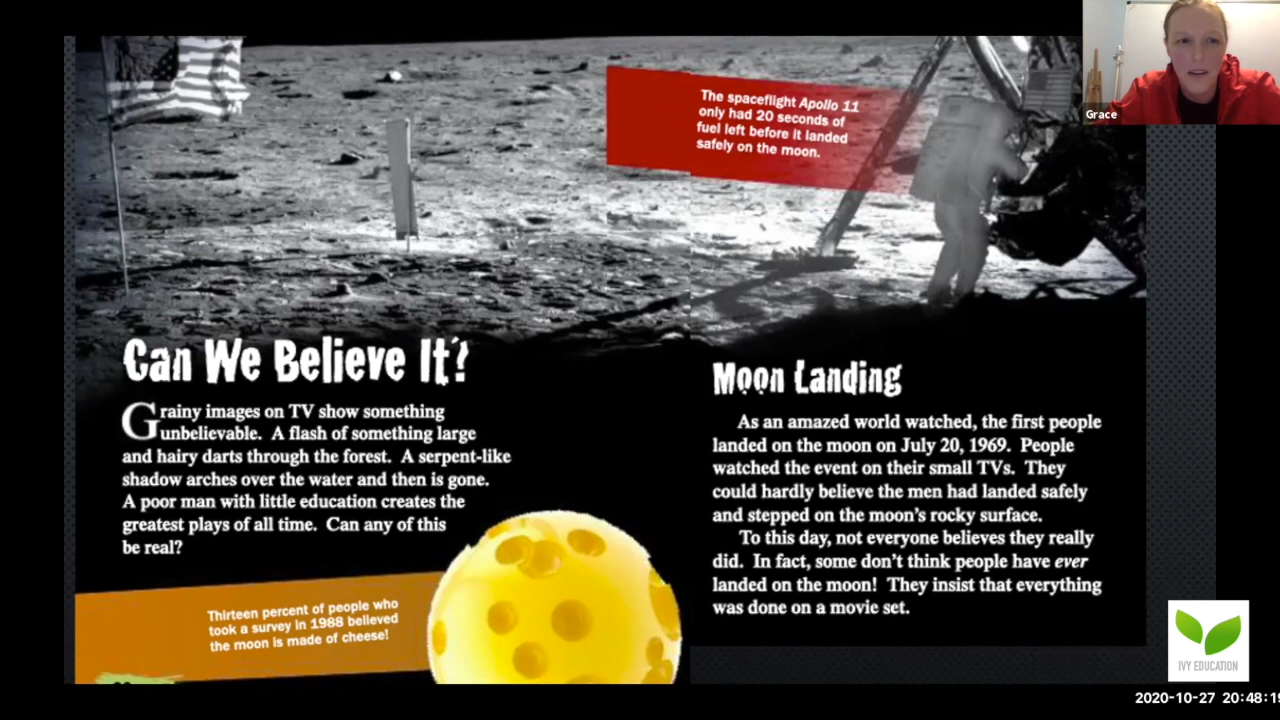 The spaceflight Apollo 11
only had 20 seconds of
fuel left before it landed
safely on the moon.
Grace
Can We Believe It?
Grainy images on TV show something
unbelievable. A flash of something large
and hairy darts through the forest. A serpent-like
shadow arches over the water and then is gone.
A poor man with little education creates the
greatest plays of all time. Can any of this
be real?
Thirteen percent of people who
took a survey in 1988 believed
the moon is made of cheese!
Moon Landing
As an amazed world watched, the first people
landed on the moon on July 20, 1969. People
watched the event on their small TVs. They
could hardly believe the men had landed safely
and stepped on the moon's rocky surface.
To this day, not everyone believes they really
did. In fact, some don't think people have ever
landed on the moon! They insist that everything
was done on a movie set.
IVY EDUCATION
2020-10-27 20:48:19